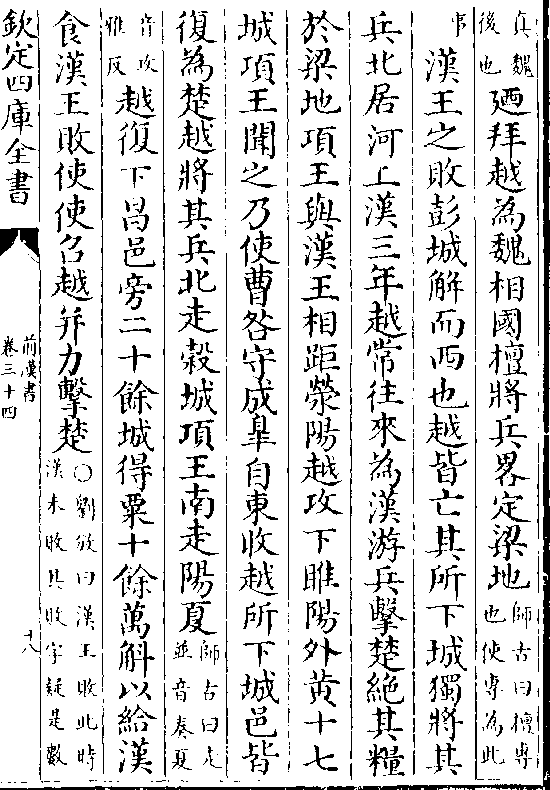 真魏後也廼拜越為魏相國擅將兵畧定梁地師古曰擅専也使専為此
事漢王之敗彭城解而西也越皆亡其所下城獨將其
兵北居河上漢三年越常往來為漢游兵擊楚絶其糧
於梁地項王與漢王相距滎陽越攻下睢陽外黄十七
城項王聞之乃使曹咎守成臯自東收越所下城邑皆
復為楚越將其兵北走穀城項王南走陽夏師古曰走並音奏夏
音攻雅反越復下昌邑旁二十餘城得粟十餘萬斛以給漢
食漢王敗使使召越并力擊楚○劉攽曰漢王敗此時漢未敗其敗字疑是數
欽定四庫全書
前漢書
卷三十四
十八